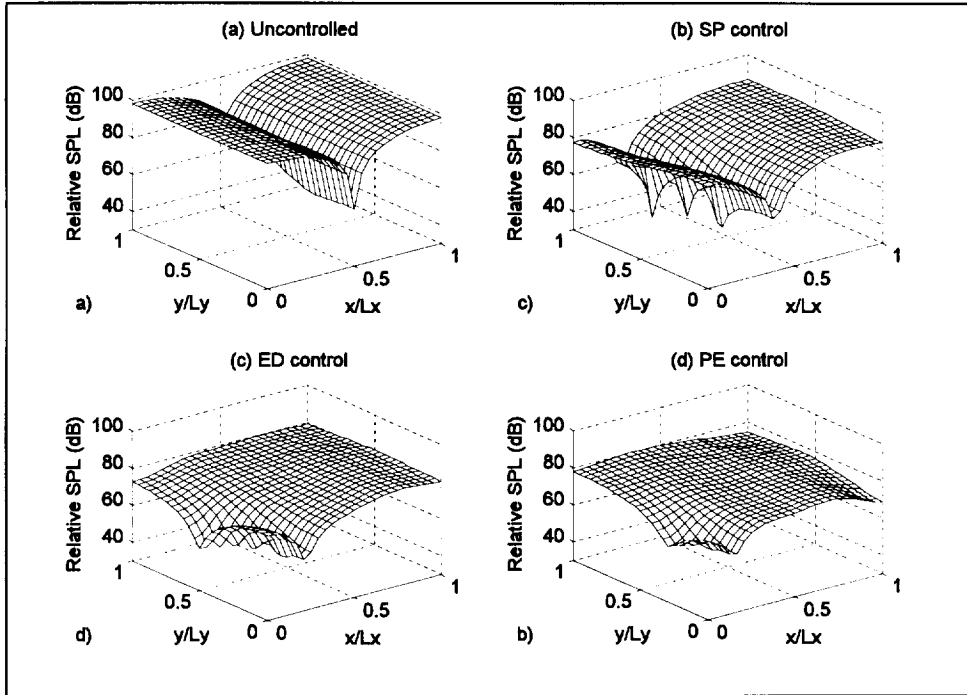 (a) Uncontrolled
Relative SPL (dB)
100
80
60
40
1
0.5
0
y/Ly
0
0.5
1
x/Lx
a)
(b) SP control
Relative SPL (dB)
100
80
60
40
1
0.5
0
y/Ly
0
0.5
1
x/Lx
c)
(c) ED control
Relative SPL (dB)
100
80
60
40
1
0.5
0
y/Ly
0
0.5
1
x/Lx
d)
(d) PE control
Relative SPL (dB)
100
80
60
40
1
0.5
0
y/Ly
0
0.5
1
x/Lx
b)